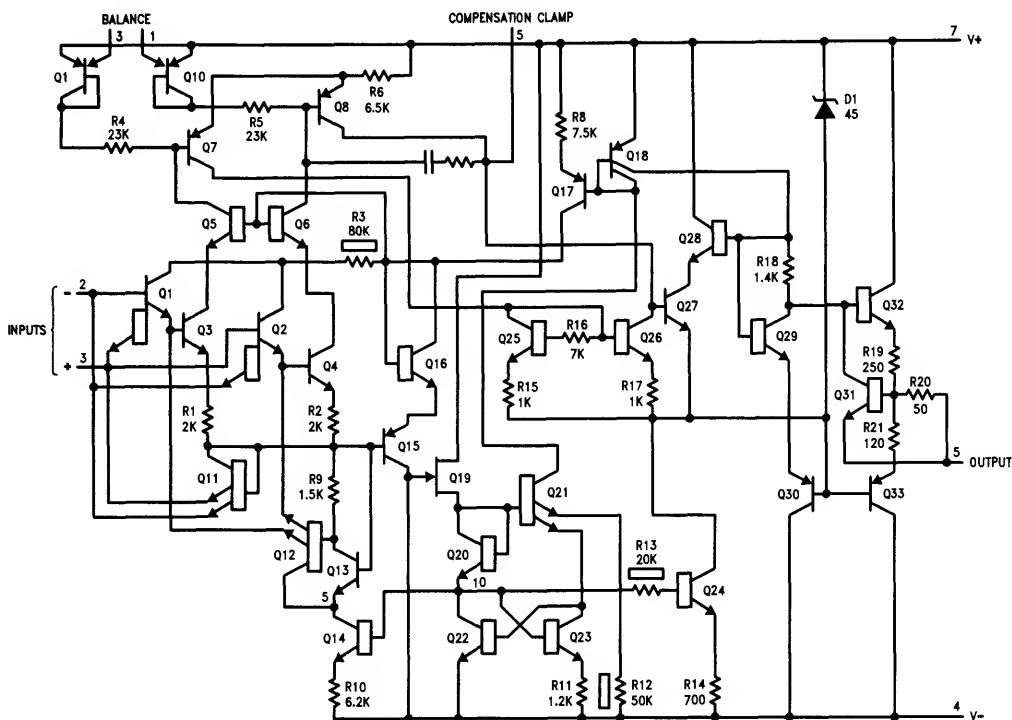 BALANCE
COMPENSATION CLAMP
3 1 5 7 V+
Q1 Q10 R6 6.5K D1 45
Q8 R8 7.5K
R4 23K R5 23K Q18
Q7 Q17
Q5 Q6 R3 80K Q28
R18 1.4K
- 2 Q1 Q32
INPUTS Q3 Q2 Q25 R16 7K Q26 Q27 Q29
+ 3 Q4 Q16 R19 250
R15 1K R17 1K Q31 R20 50
R1 2K R2 2K Q15 R21 120
5 OUTPUT
Q11 R9 1.5K Q19 Q21 Q30 Q33
Q12 Q13 Q20 R13 20K
5 10 Q24
Q14 Q22 Q23
R10 6.2K R11 1.2K R12 50K R14 700
4 V+